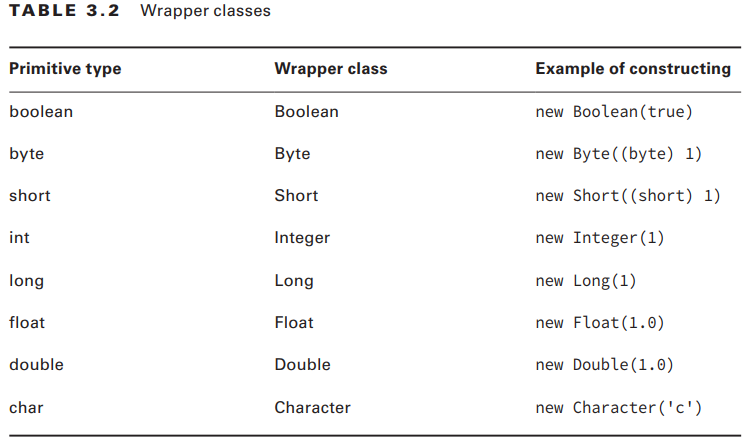 TABLE 3.2 Wrapper classes
Primitive type Wrapper class Example of constructing
boolean Boolean new Boolean(true)
byte Byte new Byte((byte) 1)
short Short new Short((short) 1)
int Integer new Integer(1)
long Long new Long(1)
float Float new Float(1.0)
double Double new Double(1.0)
char Character new Character('c')